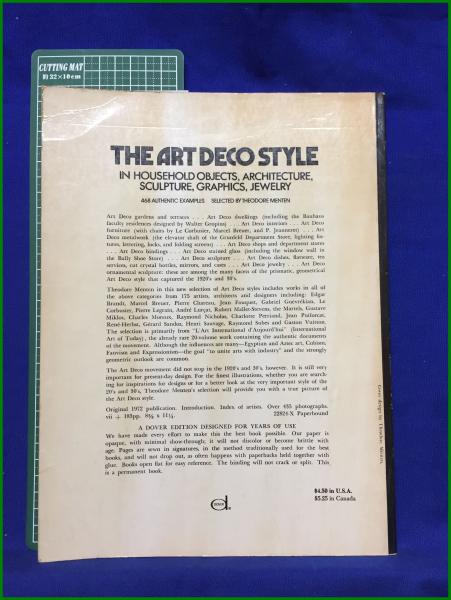 CUTTING MAT
約32×10cm
THE ART DECO STYLE
IN HOUSEHOLD OBJECTS, ARCHITECTURE,
SCULPTURE, GRAPHICS, JEWELRY
468 AUTHENTIC EXAMPLES SELECTED BY THEODORE MENTEN
Art Deco gardens and terraces . . . Art Deco dwellings (including the Bauhaus
faculty residences designed by Walter Gropius) . . . Art Deco interiors . . . Art Deco
furniture (with chairs by Le Corbusier, Marcel Breuer, and P. Jeanneret) . . . Art
Deco metalwork (the elevator shaft of the Grunfeld Department Store, lighting fix-
tures, lettering, locks, and folding screens) . . . Art Deco shops and department stores
. . . Art Deco bindings . . . Art Deco stained glass (including the window wall in
the Bally Shoe Store) . . . Art Deco sculpture . . . Art Deco dishes, flatware, tea
services, cut crystal bottles, mirrors, and cases . . . Art Deco jewelry . . . Art Deco
ornamental sculpture: these are among the many facets of the prismatic, geometrical
Art Deco style that captured the 1920's and 30's.
Theodore Menten in this new selection of Art Deco style includes works in all of
the above categories from 175 artists, architects and designers including: Edgar
Brandt, Marcel Breuer, Pierre Chareau, Jean Fouquet, Gabriel Guevrékian, Le
Corbusier, Pierre Legrain, André Lurçat, Robert Mallet-Stevens, the Martels, Gustave
Miklos, Charles Moreux, Raymond Nicholas, Charlotte Perriand, Jean Puiforcat,
René-Herbst, Gérard Sandoz, Henri Sauvage, Raymond Subes and Gaston Vuitton.
The selection is primarily from "L'Art International d'Aujourd'hui" (International
Art of Today), the already rare 20-volume work containing the authentic documents
of the movement. Although the influences are many—Egyptian and Aztec art, Cubism,
Fauvism and Expressionism—the goal "to unite arts with industry" and the strongly
geometric outlook are common.
The Art Deco movement did not stop in the 1920's and 30's, however. It is still very
important for present-day design. For the finest illustrations, whether you are search-
ing for inspirations for designs or for a better look at the very important style of the
20's and 30's, Theodore Menten's selection will provide you with a true picture of
the Art Deco style.
Original 1972 publication. Introduction. Index of artists. Over 435 photographs.
vii + 183pp. 8⅜ x 11¼. 22824-X Paperbound
A DOVER EDITION DESIGNED FOR YEARS OF USE
We have made every effort to make this the best book possible. Our paper is
opaque, with minimal show-through; it will not discolor or become brittle with
age. Pages are sewn in signatures, in the method traditionally used for the best
books, and will not drop out, as often happens with paperbacks held together with
glue. Books open flat for easy reference. The binding will not crack or split. This
is a permanent book.
$4.50 in U.S.A.
$5.25 in Canada
DOVER
Cover design by Theodore Menten